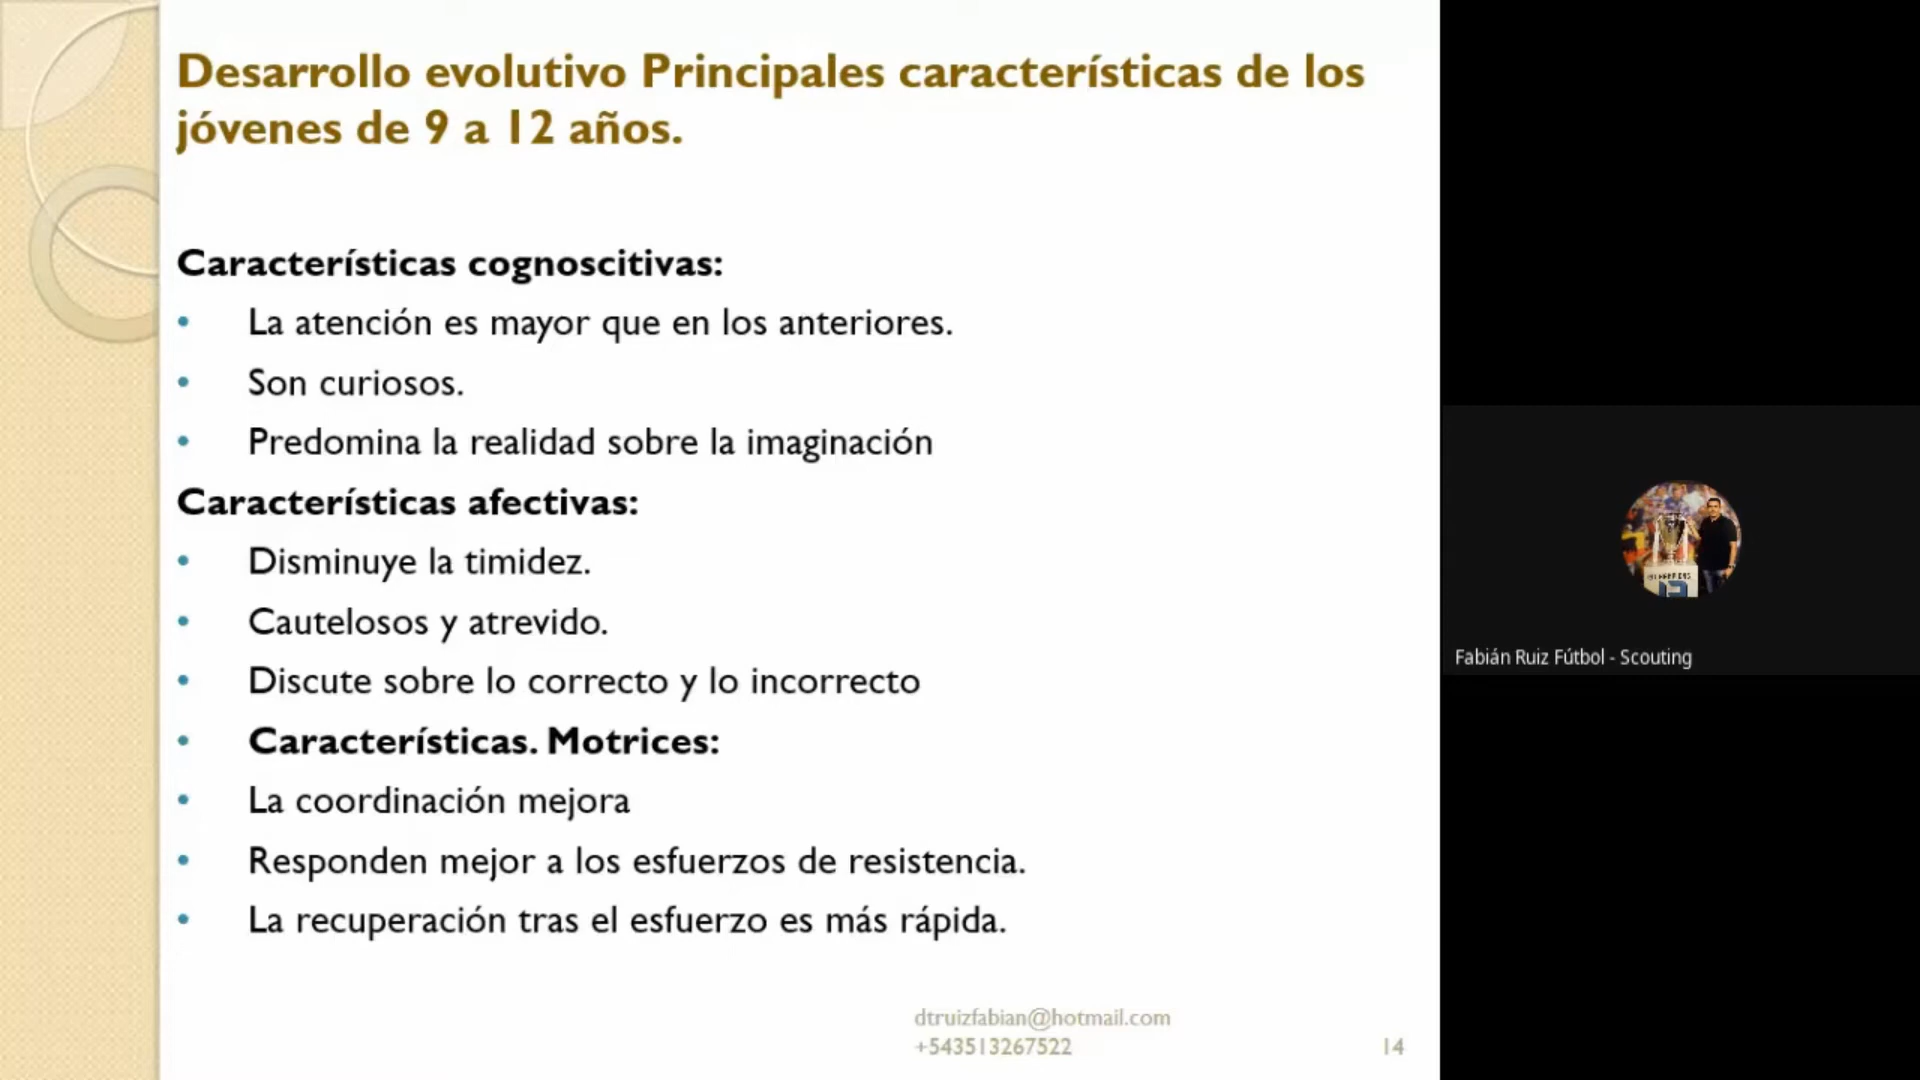 Desarrollo evolutivo Principales características de los
jóvenes de 9 a 12 años.
Características cognoscitivas:
• La atención es mayor que en los anteriores.
• Son curiosos.
• Predomina la realidad sobre la imaginación
Características afectivas:
• Disminuye la timidez.
• Cautelosos y atrevido.
• Discute sobre lo correcto y lo incorrecto
• Características. Motrices:
• La coordinación mejora
• Responden mejor a los esfuerzos de resistencia.
• La recuperación tras el esfuerzo es más rápida.
dtruizfabian@hotmail.com
+543513267522
14
Fabián Ruiz Fútbol - Scouting